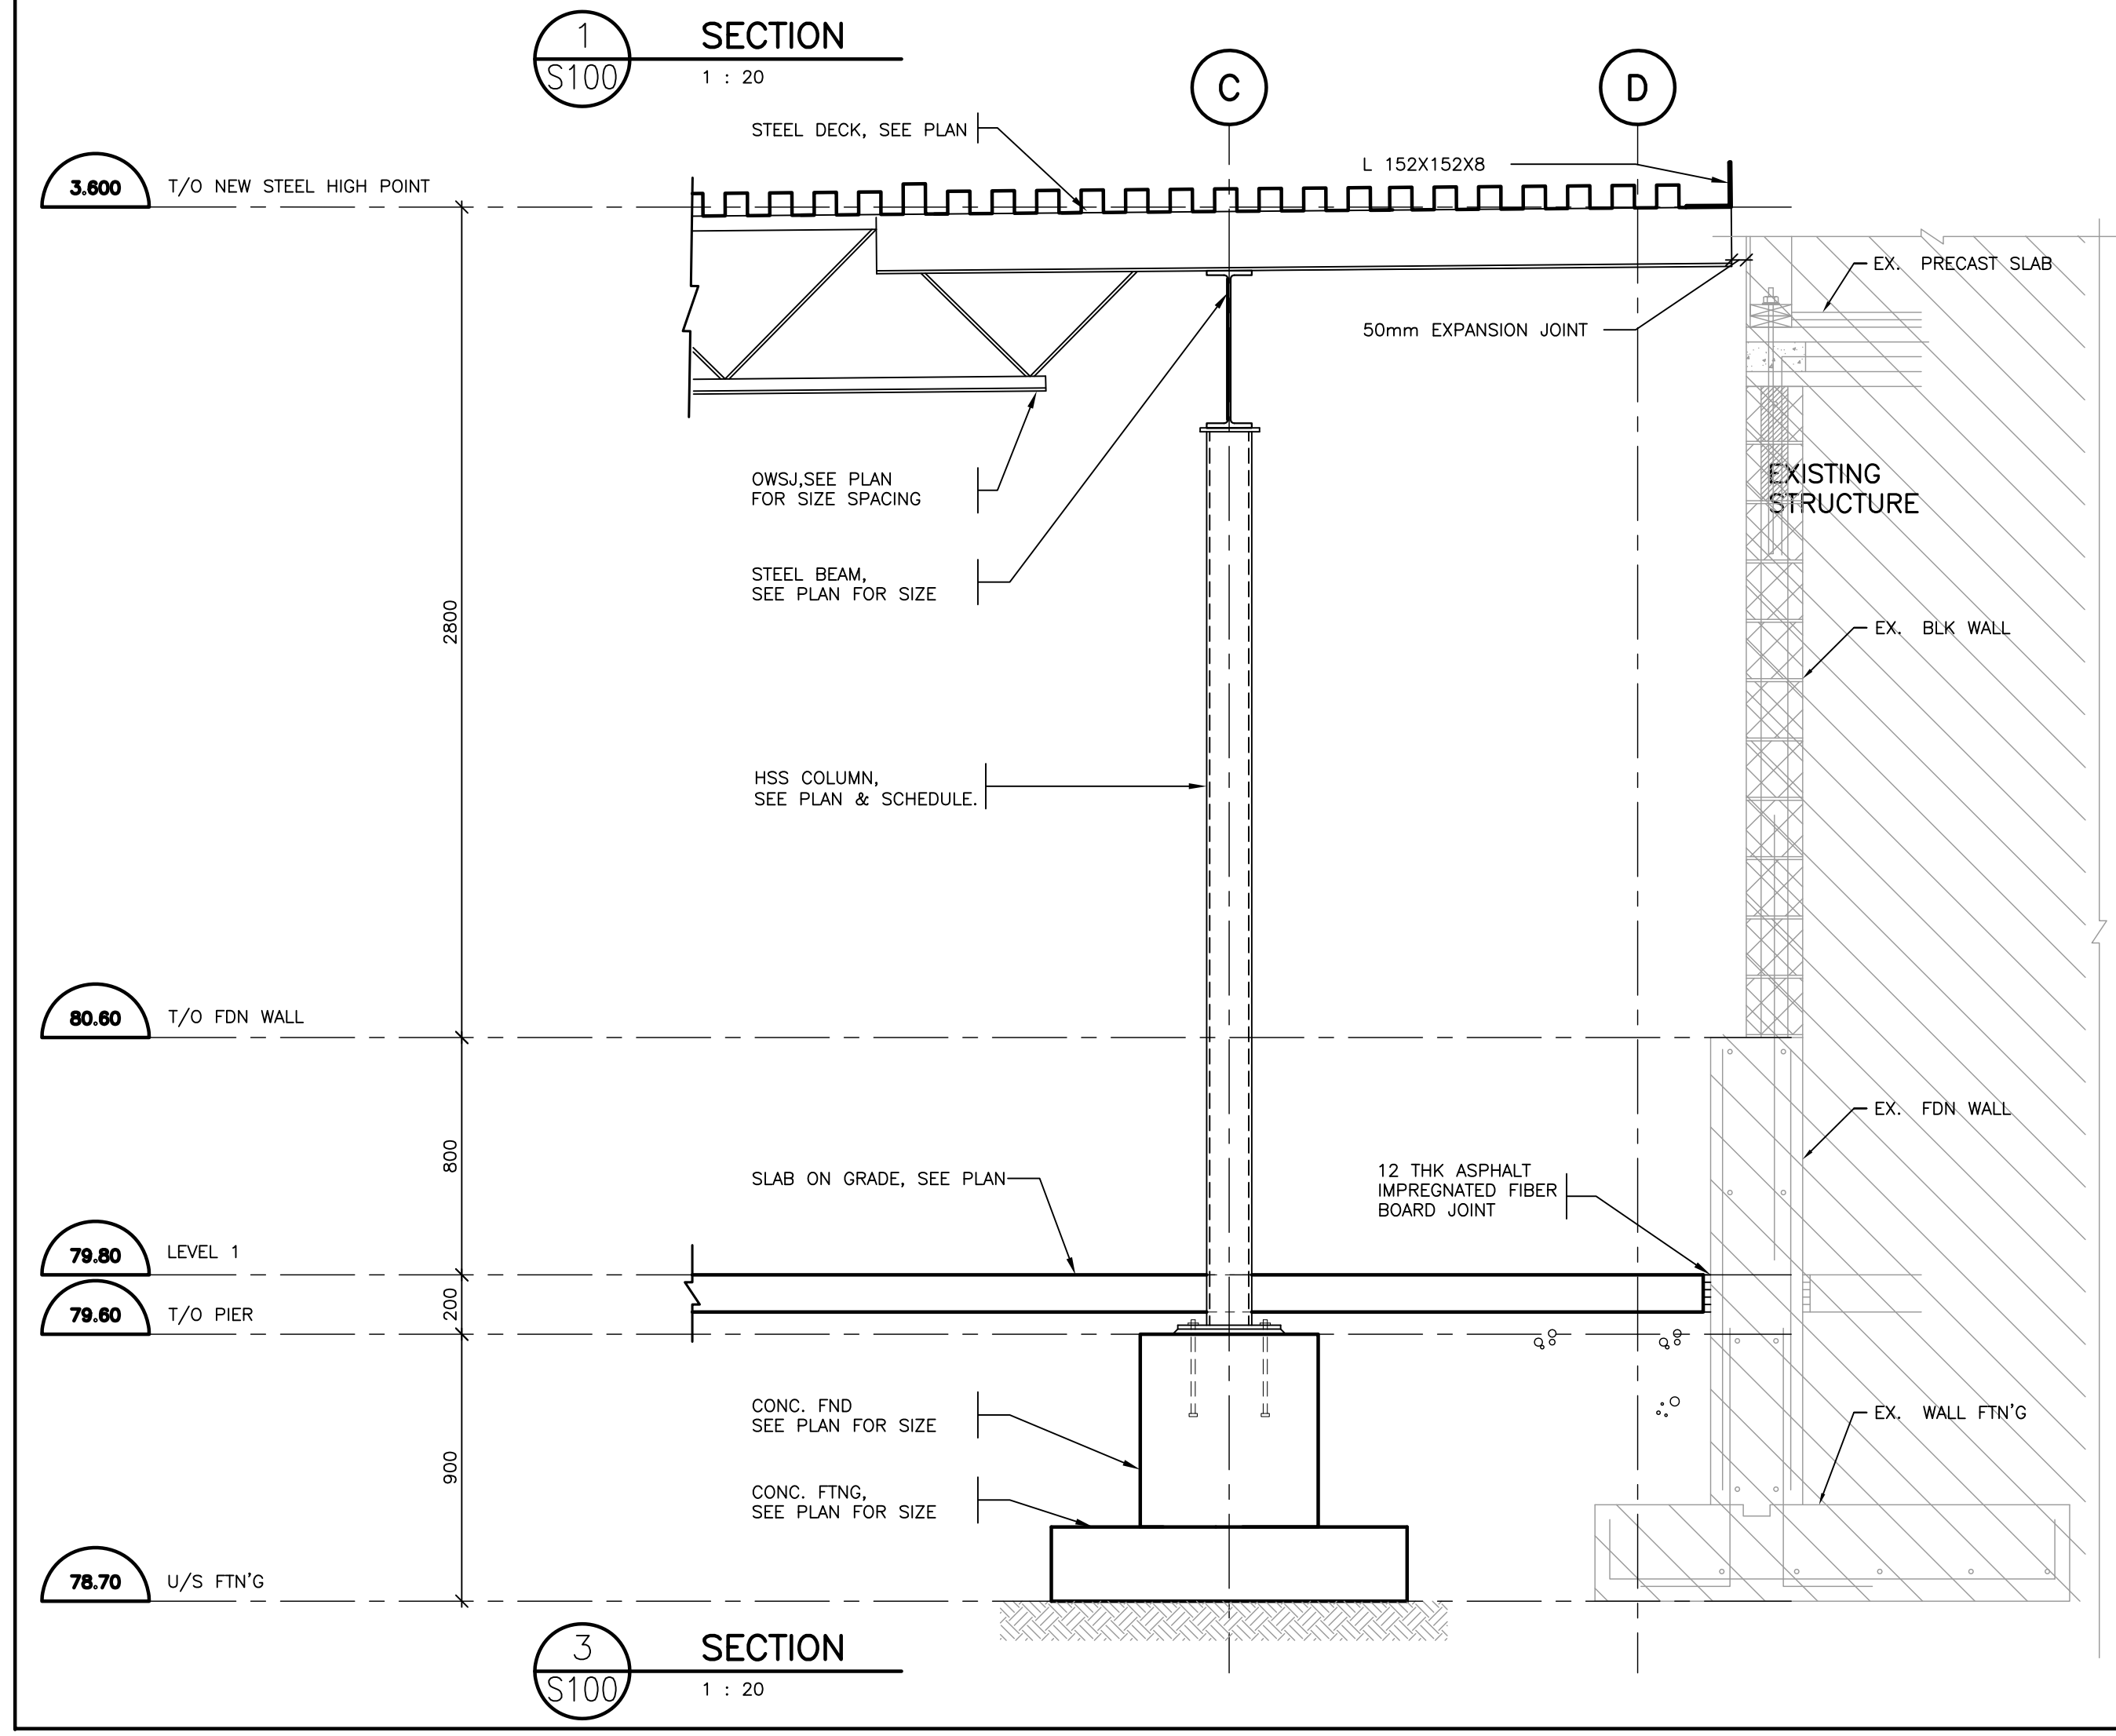 1
S100
SECTION
1 : 20
C
D
STEEL DECK, SEE PLAN
L 152X152X8
3.600
T/O NEW STEEL HIGH POINT
EX. PRECAST SLAB
50mm EXPANSION JOINT
OWSJ,SEE PLAN
FOR SIZE SPACING
EXISTING
STRUCTURE
STEEL BEAM,
SEE PLAN FOR SIZE
2800
EX. BLK WALL
HSS COLUMN,
SEE PLAN & SCHEDULE.
80.60
T/O FDN WALL
EX. FDN WALL
800
SLAB ON GRADE, SEE PLAN
12 THK ASPHALT
IMPREGNATED FIBER
BOARD JOINT
79.80
LEVEL 1
200
79.60
T/O PIER
CONC. FND
SEE PLAN FOR SIZE
EX. WALL FTN'G
900
CONC. FTNG,
SEE PLAN FOR SIZE
78.70
U/S FTN'G
3
S100
SECTION
1 : 20